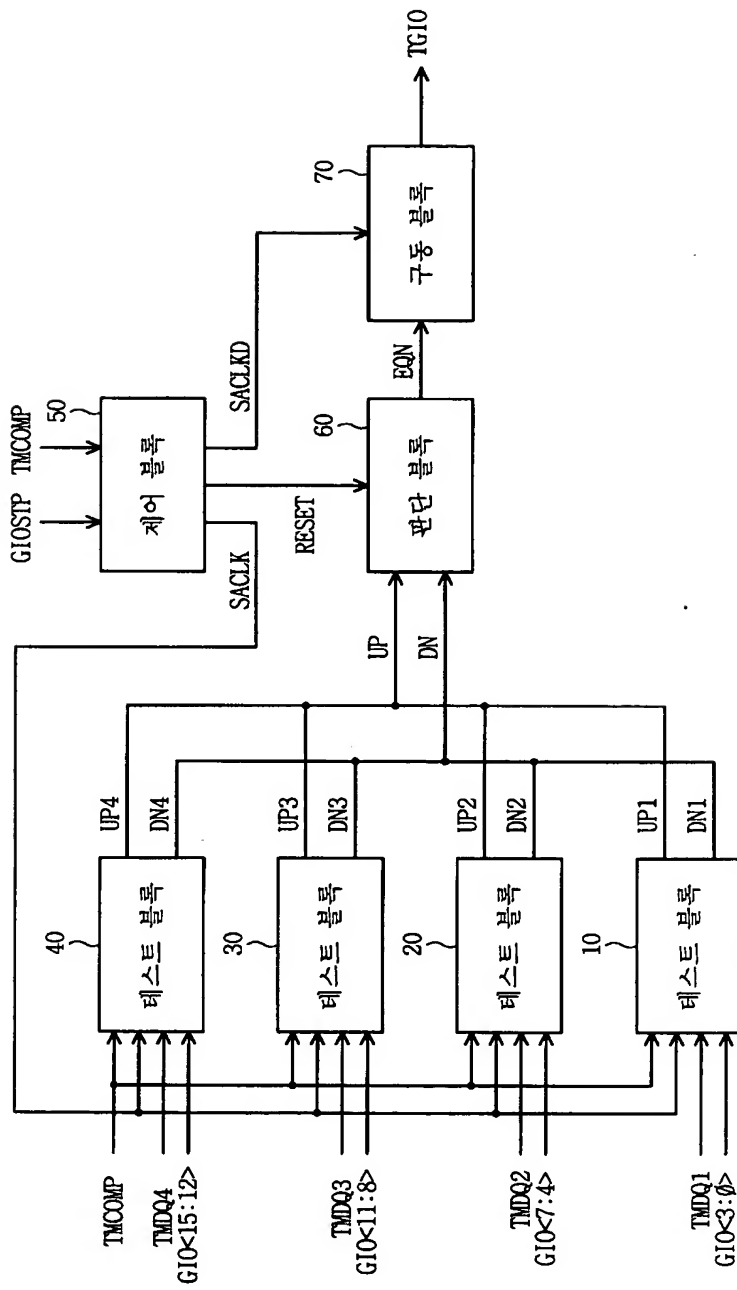 TMCOMP
TMDQ4
GIO<15:12>
TMDQ3
GIO<11:8>
TMDQ2
GIO<7:4>
TMDQ1
GIO<3:0>
40
테스트 블록
30
테스트 블록
20
테스트 블록
10
테스트 블록
UP4
DN4
UP3
DN3
UP2
DN2
UP1
DN1
GIOSTP
TMCOMP
50
제어 블록
SACLK
RESET
SACLKD
UP
DN
60
판단 블록
EQN
70
구동 블록
TGIO